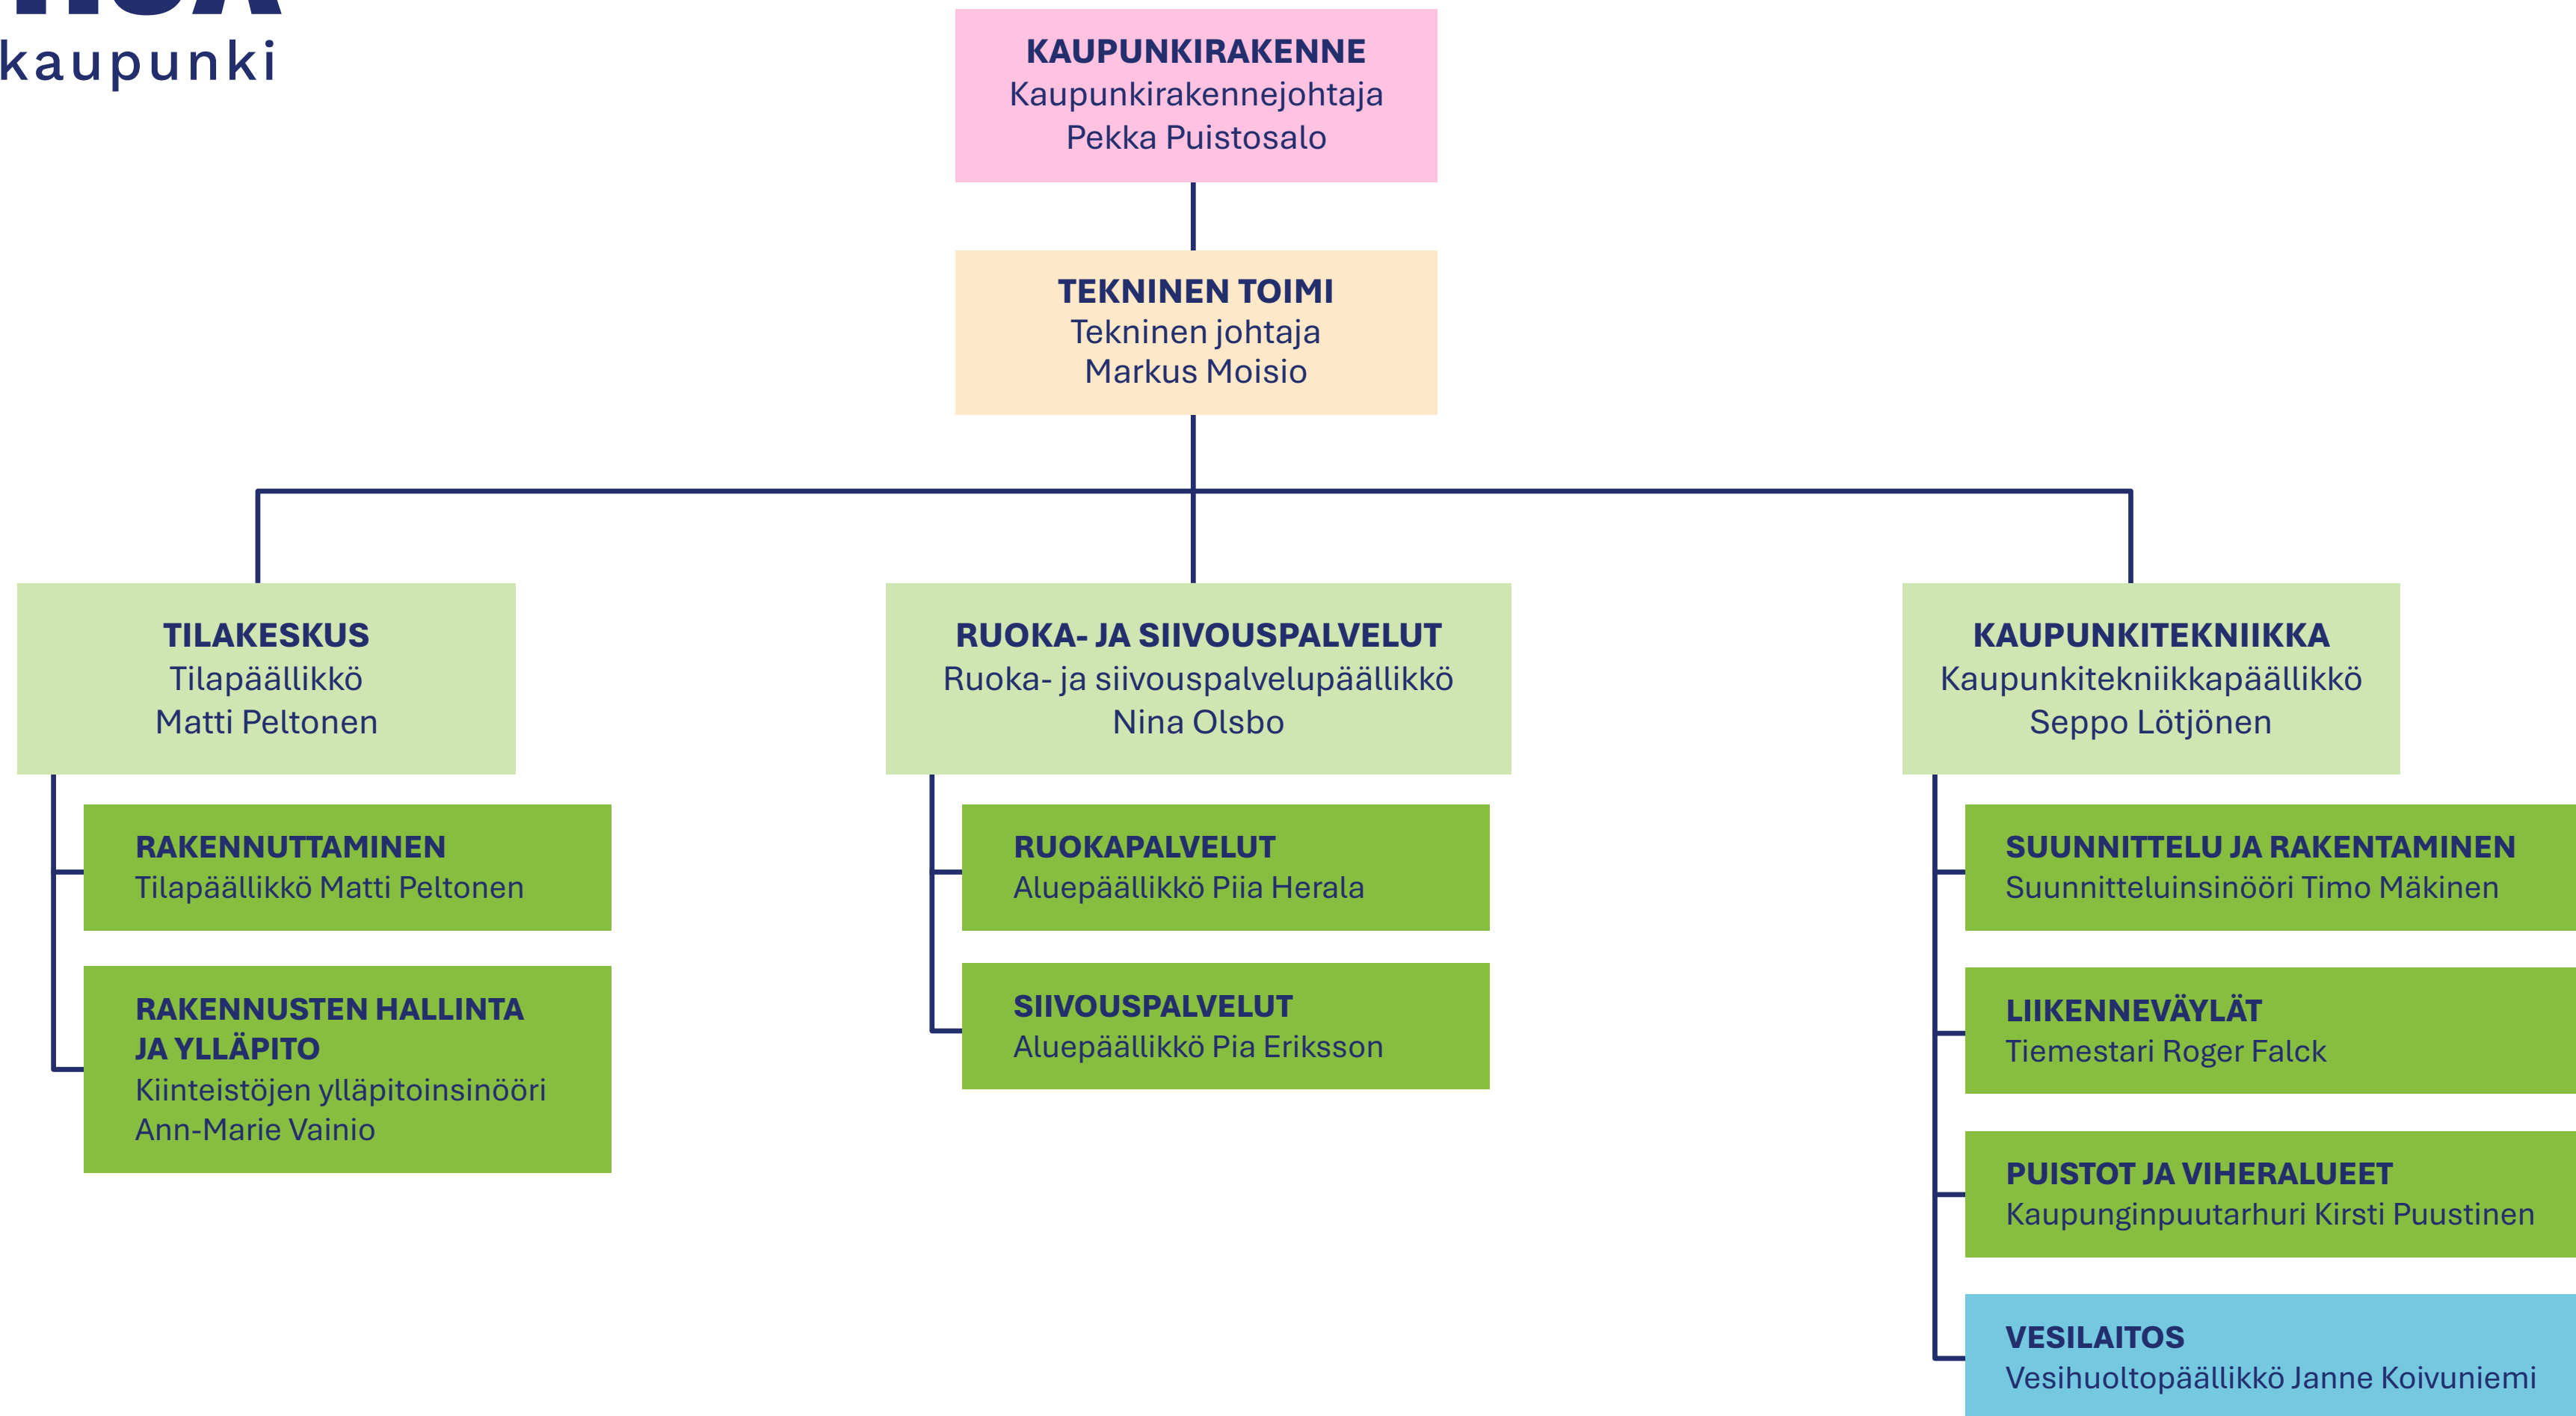 kaupunki
KAUPUNKIRAKENNE
Kaupunkirakennejohtaja
Pekka Puistosalo
TEKNINEN TOIMI
Tekninen johtaja
Markus Moisio
TILAKESKUS
Tilapäällikkö
Matti Peltonen
RAKENNUTTAMINEN
Tilapäällikkö Matti Peltonen
RAKENNUSTEN HALLINTA
JA YLLÄPITO
Kiinteistöjen ylläpitoinsinööri
Ann-Marie Vainio
RUOKA- JA SIIVOUSPALVELUT
Ruoka- ja siivouspalvelupäällikkö
Nina Olsbo
RUOKAPALVELUT
Aluepäällikkö Piia Herala
SIIVOUSPALVELUT
Aluepäällikkö Pia Eriksson
KAUPUNKITEKNIIKKA
Kaupunkitekniikkapäällikkö
Seppo Lötjönen
SUUNNITTELU JA RAKENTAMINEN
Suunnitteluinsinööri Timo Mäkinen
LIIKENNEVÄYLÄT
Tiemestari Roger Falck
PUISTOT JA VIHERALUEET
Kaupunginpuutarhuri Kirsti Puustinen
VESILAITOS
Vesihuoltopäällikkö Janne Koivuniemi